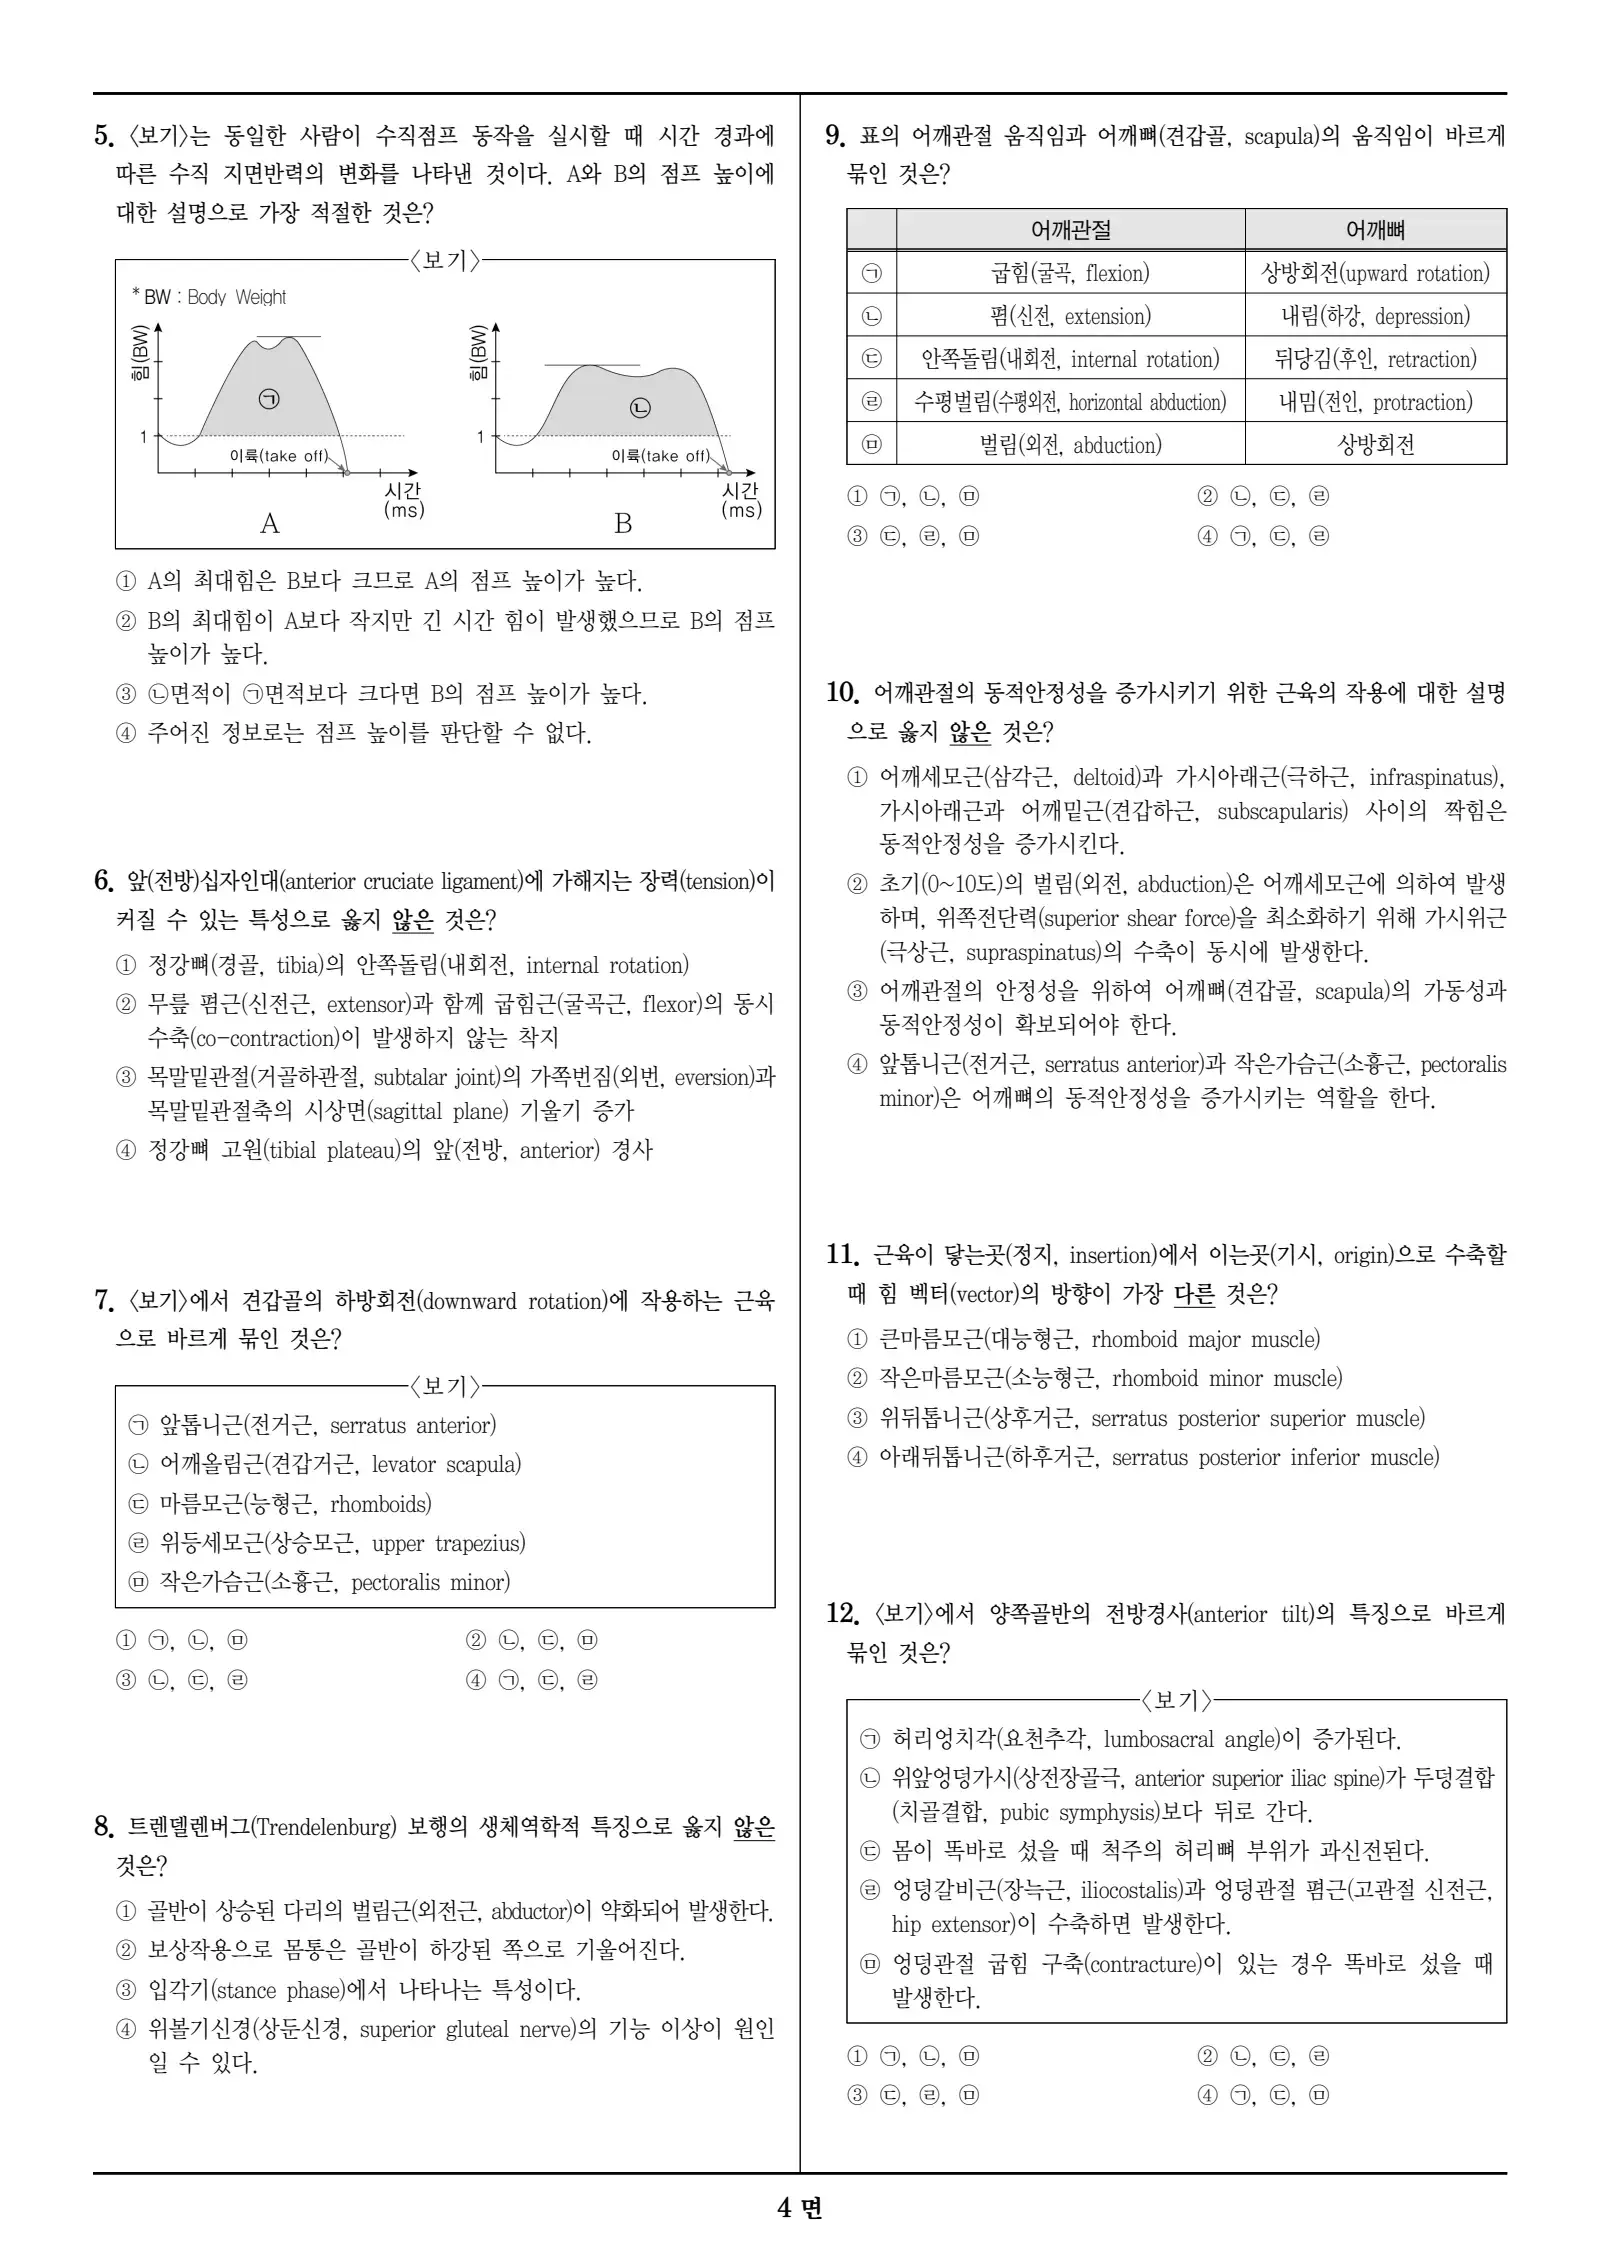 5. 〈보기〉는 동일한 사람이 수직점프 동작을 실시할 때 시간 경과에
따른 수직 지면반력의 변화를 나타낸 것이다. A와 B의 점프 높이에
대한 설명으로 가장 적절한 것은?
〈보기〉
* BW : Body Weight
힘(BW)
1
㉠
이륙(take off)
시간
(ms)
A
힘(BW)
1
㉡
이륙(take off)
시간
(ms)
B
① A의 최대힘은 B보다 크므로 A의 점프 높이가 높다.
② B의 최대힘이 A보다 작지만 긴 시간 힘이 발생했으므로 B의 점프
높이가 높다.
③ ㉡면적이 ㉠면적보다 크다면 B의 점프 높이가 높다.
④ 주어진 정보로는 점프 높이를 판단할 수 없다.
6. 앞(전방)십자인대(anterior cruciate ligament)에 가해지는 장력(tension)이
커질 수 있는 특성으로 옳지 않은 것은?
① 정강뼈(경골, tibia)의 안쪽돌림(내회전, internal rotation)
② 무릎 폄근(신전근, extensor)과 함께 굽힘근(굴곡근, flexor)의 동시
수축(co-contraction)이 발생하지 않는 착지
③ 목말밑관절(거골하관절, subtalar joint)의 가쪽번짐(외번, eversion)과
목말밑관절축의 시상면(sagittal plane) 기울기 증가
④ 정강뼈 고원(tibial plateau)의 앞(전방, anterior) 경사
7. 〈보기〉에서 견갑골의 하방회전(downward rotation)에 작용하는 근육
으로 바르게 묶인 것은?
〈보기〉
㉠ 앞톱니근(전거근, serratus anterior)
㉡ 어깨올림근(견갑거근, levator scapula)
㉢ 마름모근(능형근, rhomboids)
㉣ 위등세모근(상승모근, upper trapezius)
㉤ 작은가슴근(소흉근, pectoralis minor)
① ㉠, ㉡, ㉤ ② ㉡, ㉢, ㉤
③ ㉡, ㉢, ㉣ ④ ㉠, ㉢, ㉣
8. 트렌델렌버그(Trendelenburg) 보행의 생체역학적 특징으로 옳지 않은
것은?
① 골반이 상승된 다리의 벌림근(외전근, abductor)이 약화되어 발생한다.
② 보상작용으로 몸통은 골반이 하강된 쪽으로 기울어진다.
③ 입각기(stance phase)에서 나타나는 특성이다.
④ 위볼기신경(상둔신경, superior gluteal nerve)의 기능 이상이 원인
일 수 있다.
9. 표의 어깨관절 움직임과 어깨뼈(견갑골, scapula)의 움직임이 바르게
묶인 것은?
어깨관절 어깨뼈
㉠ 굽힘(굴곡, flexion) 상방회전(upward rotation)
㉡ 폄(신전, extension) 내림(하강, depression)
㉢ 안쪽돌림(내회전, internal rotation) 뒤당김(후인, retraction)
㉣ 수평벌림(수평외전, horizontal abduction) 내밈(전인, protraction)
㉤ 벌림(외전, abduction) 상방회전
① ㉠, ㉡, ㉤ ② ㉡, ㉢, ㉣
③ ㉢, ㉣, ㉤ ④ ㉠, ㉢, ㉣
10. 어깨관절의 동적안정성을 증가시키기 위한 근육의 작용에 대한 설명
으로 옳지 않은 것은?
① 어깨세모근(삼각근, deltoid)과 가시아래근(극하근, infraspinatus),
가시아래근과 어깨밑근(견갑하근, subscapularis) 사이의 짝힘은
동적안정성을 증가시킨다.
② 초기(0~10도)의 벌림(외전, abduction)은 어깨세모근에 의하여 발생
하며, 위쪽전단력(superior shear force)을 최소화하기 위해 가시위근
(극상근, supraspinatus)의 수축이 동시에 발생한다.
③ 어깨관절의 안정성을 위하여 어깨뼈(견갑골, scapula)의 가동성과
동적안정성이 확보되어야 한다.
④ 앞톱니근(전거근, serratus anterior)과 작은가슴근(소흉근, pectoralis
minor)은 어깨뼈의 동적안정성을 증가시키는 역할을 한다.
11. 근육이 닿는곳(정지, insertion)에서 이는곳(기시, origin)으로 수축할
때 힘 벡터(vector)의 방향이 가장 다른 것은?
① 큰마름모근(대능형근, rhomboid major muscle)
② 작은마름모근(소능형근, rhomboid minor muscle)
③ 위뒤톱니근(상후거근, serratus posterior superior muscle)
④ 아래뒤톱니근(하후거근, serratus posterior inferior muscle)
12. 〈보기〉에서 양쪽골반의 전방경사(anterior tilt)의 특징으로 바르게
묶인 것은?
〈보기〉
㉠ 허리엉치각(요천추각, lumbosacral angle)이 증가된다.
㉡ 위앞엉덩가시(상전장골극, anterior superior iliac spine)가 두덩결합
(치골결합, pubic symphysis)보다 뒤로 간다.
㉢ 몸이 똑바로 섰을 때 척주의 허리뼈 부위가 과신전된다.
㉣ 엉덩갈비근(장늑근, iliocostalis)과 엉덩관절 폄근(고관절 신전근,
hip extensor)이 수축하면 발생한다.
㉤ 엉덩관절 굽힘 구축(contracture)이 있는 경우 똑바로 섰을 때
발생한다.
① ㉠, ㉡, ㉤ ② ㉡, ㉢, ㉣
③ ㉢, ㉣, ㉤ ④ ㉠, ㉢, ㉤
4 면